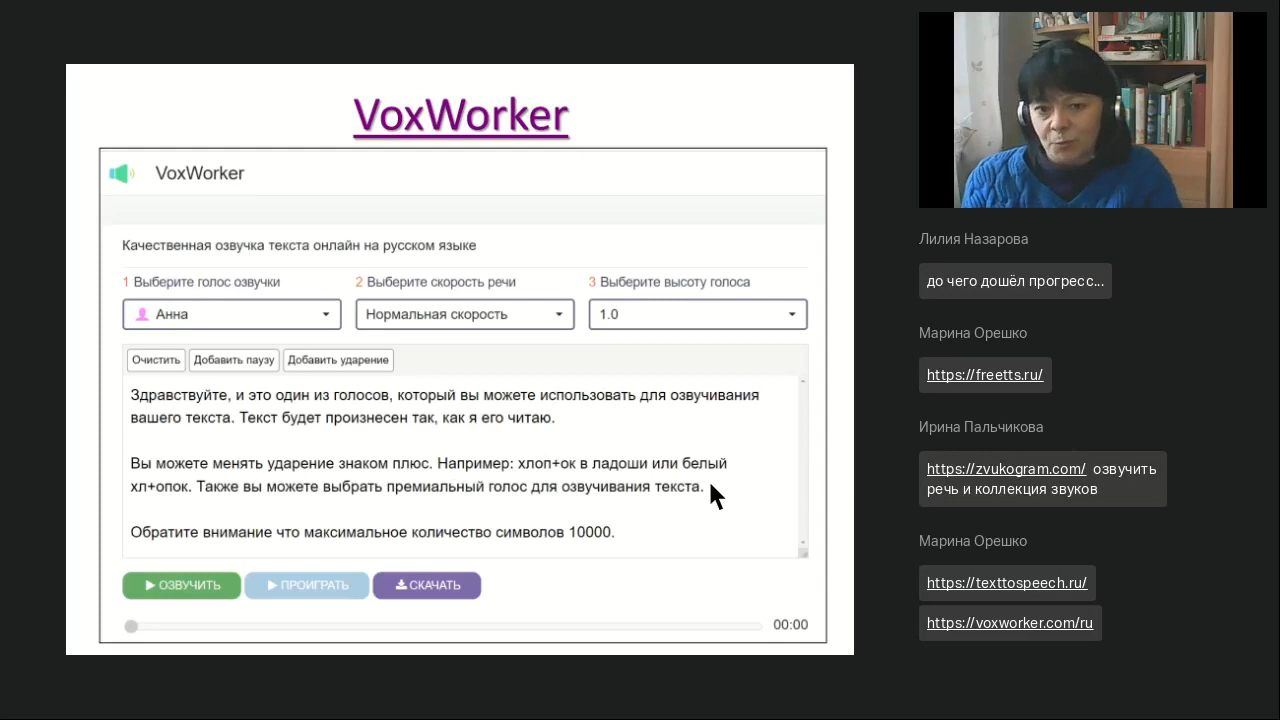 VoxWorker
VoxWorker
Качественная озвучка текста онлайн на русском языке
1 Выберите голос озвучки
2 Выберите скорость речи
3 Выберите высоту голоса
Анна
Нормальная скорость
1.0
Очистить
Добавить паузу
Добавить ударение
Здравствуйте, и это один из голосов, который вы можете использовать для озвучивания
вашего текста. Текст будет произнесен так, как я его читаю.
Вы можете менять ударение знаком плюс. Например: хлоп+ок в ладоши или белый
хл+опок. Также вы можете выбрать премиальный голос для озвучивания текста.
Обратите внимание что максимальное количество символов 10000.
ОЗВУЧИТЬ
ПРОИГРАТЬ
СКАЧАТЬ
00:00
Лилия Назарова
до чего дошёл прогресс...
Марина Орешко
https://freetts.ru/
Ирина Пальчикова
https://zvukogram.com/ озвучить
речь и коллекция звуков
Марина Орешко
https://texttospeech.ru/
https://voxworker.com/ru